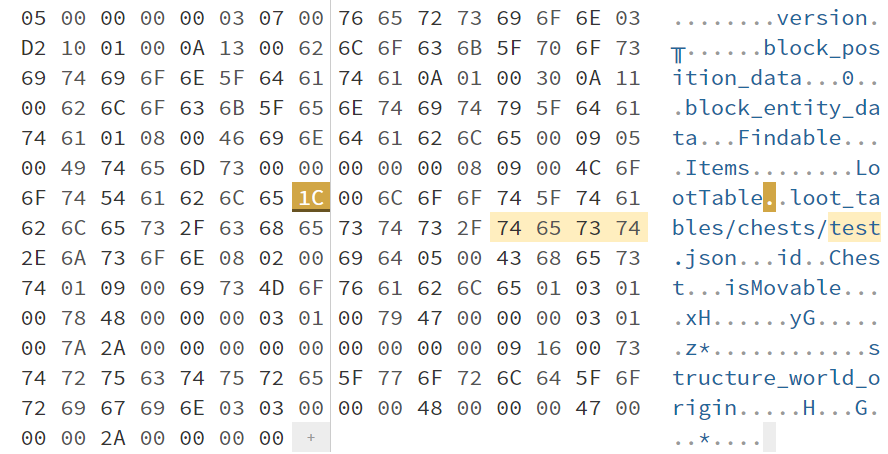 05 00 00 00 00 03 07 00 76 65 72 73 69 6F 6E 03 ........version.
D2 10 01 00 0A 13 00 62 6C 6F 63 6B 5F 70 6F 73 ╥......block_pos
69 74 69 6F 6E 5F 64 61 74 61 0A 01 00 30 0A 11 ition_data...0..
00 62 6C 6F 63 6B 5F 65 6E 74 69 74 79 5F 64 61 .block_entity_da
74 61 01 08 00 46 69 6E 64 61 62 6C 65 00 09 05 ta...Findable...
00 49 74 65 6D 73 00 00 00 00 00 08 09 00 4C 6F .Items........Lo
6F 74 54 61 62 6C 65 1C 00 6C 6F 6F 74 5F 74 61 otTable..loot_ta
62 6C 65 73 2F 63 68 65 73 74 73 2F 74 65 73 74 bles/chests/test
2E 6A 73 6F 6E 08 02 00 69 64 05 00 43 68 65 73 .json...id..Ches
74 01 09 00 69 73 4D 6F 76 61 62 6C 65 01 03 01 t...isMovable...
00 78 48 00 00 00 03 01 00 79 47 00 00 00 03 01 .xH......yG.....
00 7A 2A 00 00 00 00 00 00 00 00 00 09 16 00 73 .z*............s
74 72 75 63 74 75 72 65 5F 77 6F 72 6C 64 5F 6F tructure_world_o
72 69 67 69 6E 03 03 00 00 00 48 00 00 00 47 00 rigin.....H...G.
00 00 2A 00 00 00 00 + ..*....